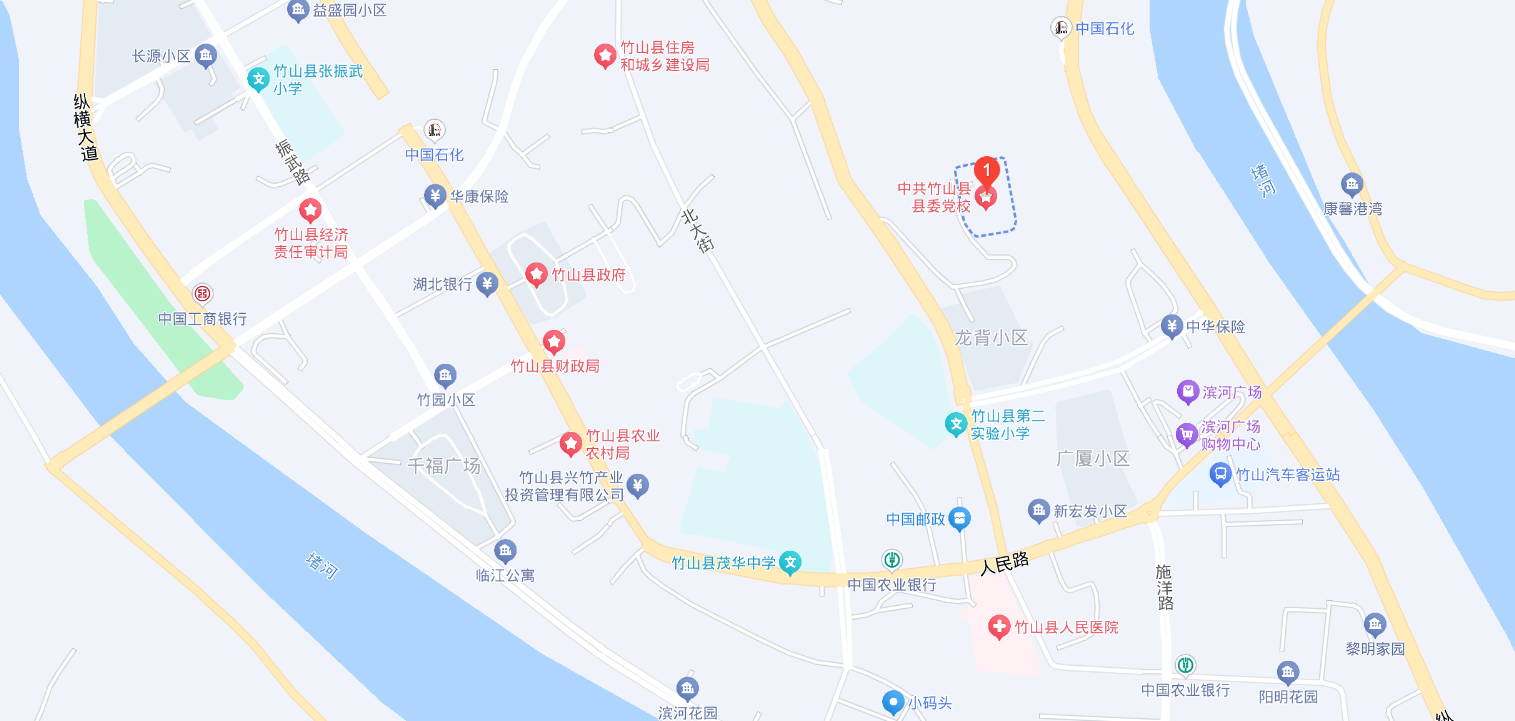 益盛园小区
长源小区
竹山县张振武
小学
竹山县住房
和城乡建设局
中国石化
纵横大道
振武路
中国石化
华康保险
竹山县经济
责任审计局
中共竹山县
县委党校
1
堵河
康馨港湾
北大街
竹山县政府
湖北银行
中国工商银行
竹山县财政局
竹园小区
龙背小区
中华保险
滨河广场
滨河广场
购物中心
竹山县第二
实验小学
竹山县农业
农村局
千福广场
广厦小区
竹山汽车客运站
竹山县兴竹产业
投资管理有限公司
中国邮政
新宏发小区
堵河
临江公寓
竹山县茂华中学
人民路
中国农业银行
施洋路
竹山县人民医院
黎明家园
中国农业银行
阳明花园
滨河花园
小码头
纵